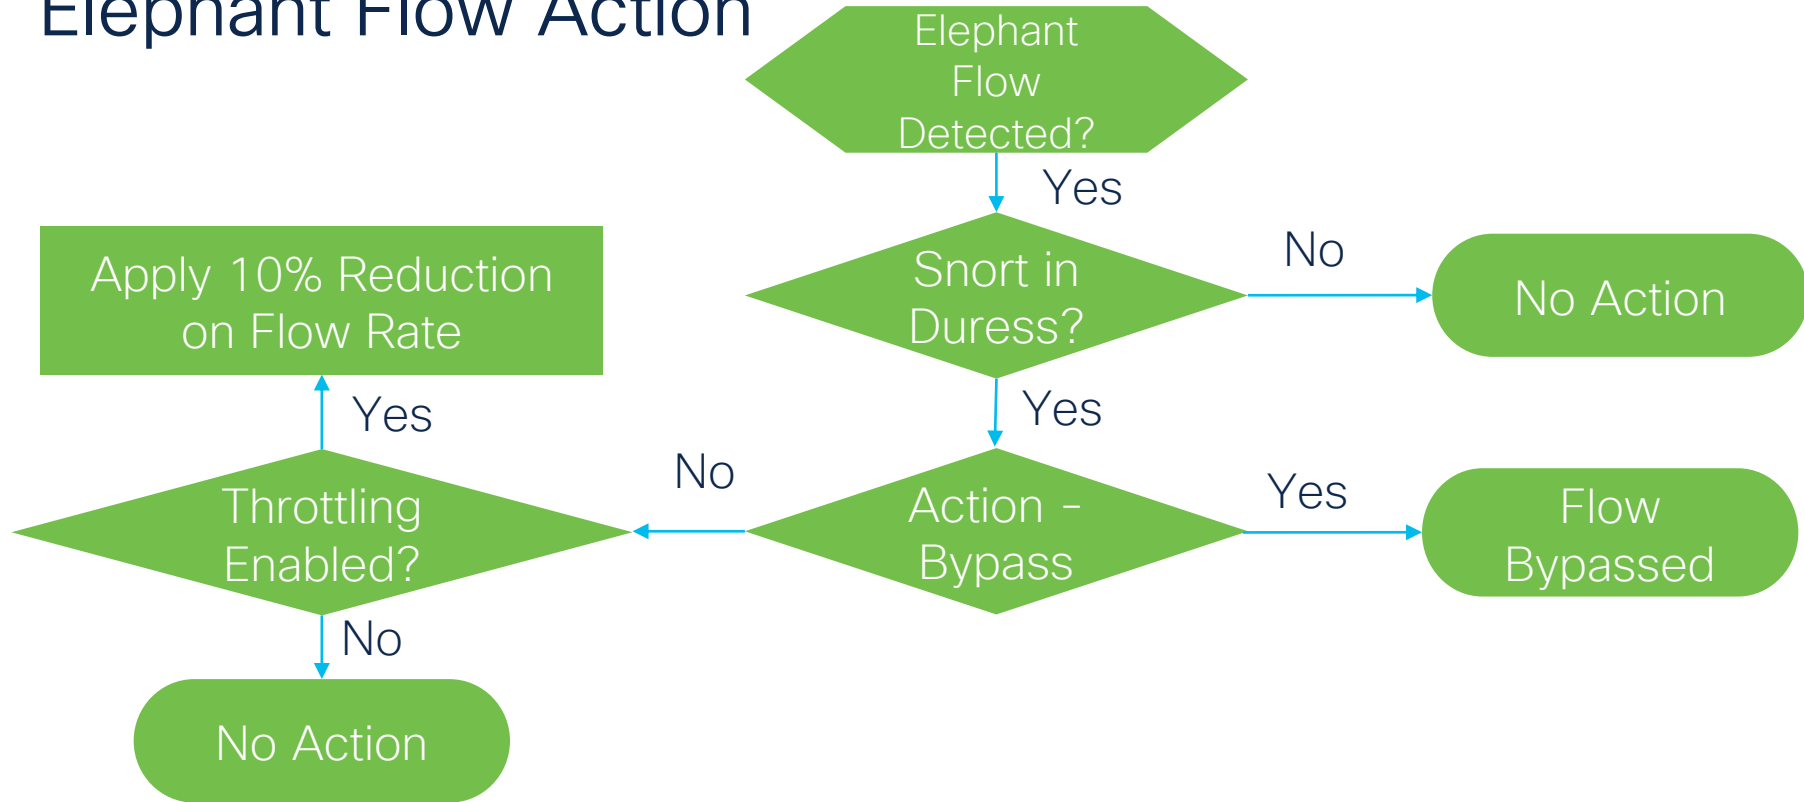 Elephant Flow Action
Elephant
Flow
Detected?
Yes
Snort in
Duress?
No
No Action
Yes
Action -
Bypass
Yes
Flow
Bypassed
No
Throttling
Enabled?
Yes
Apply 10% Reduction
on Flow Rate
No
No Action